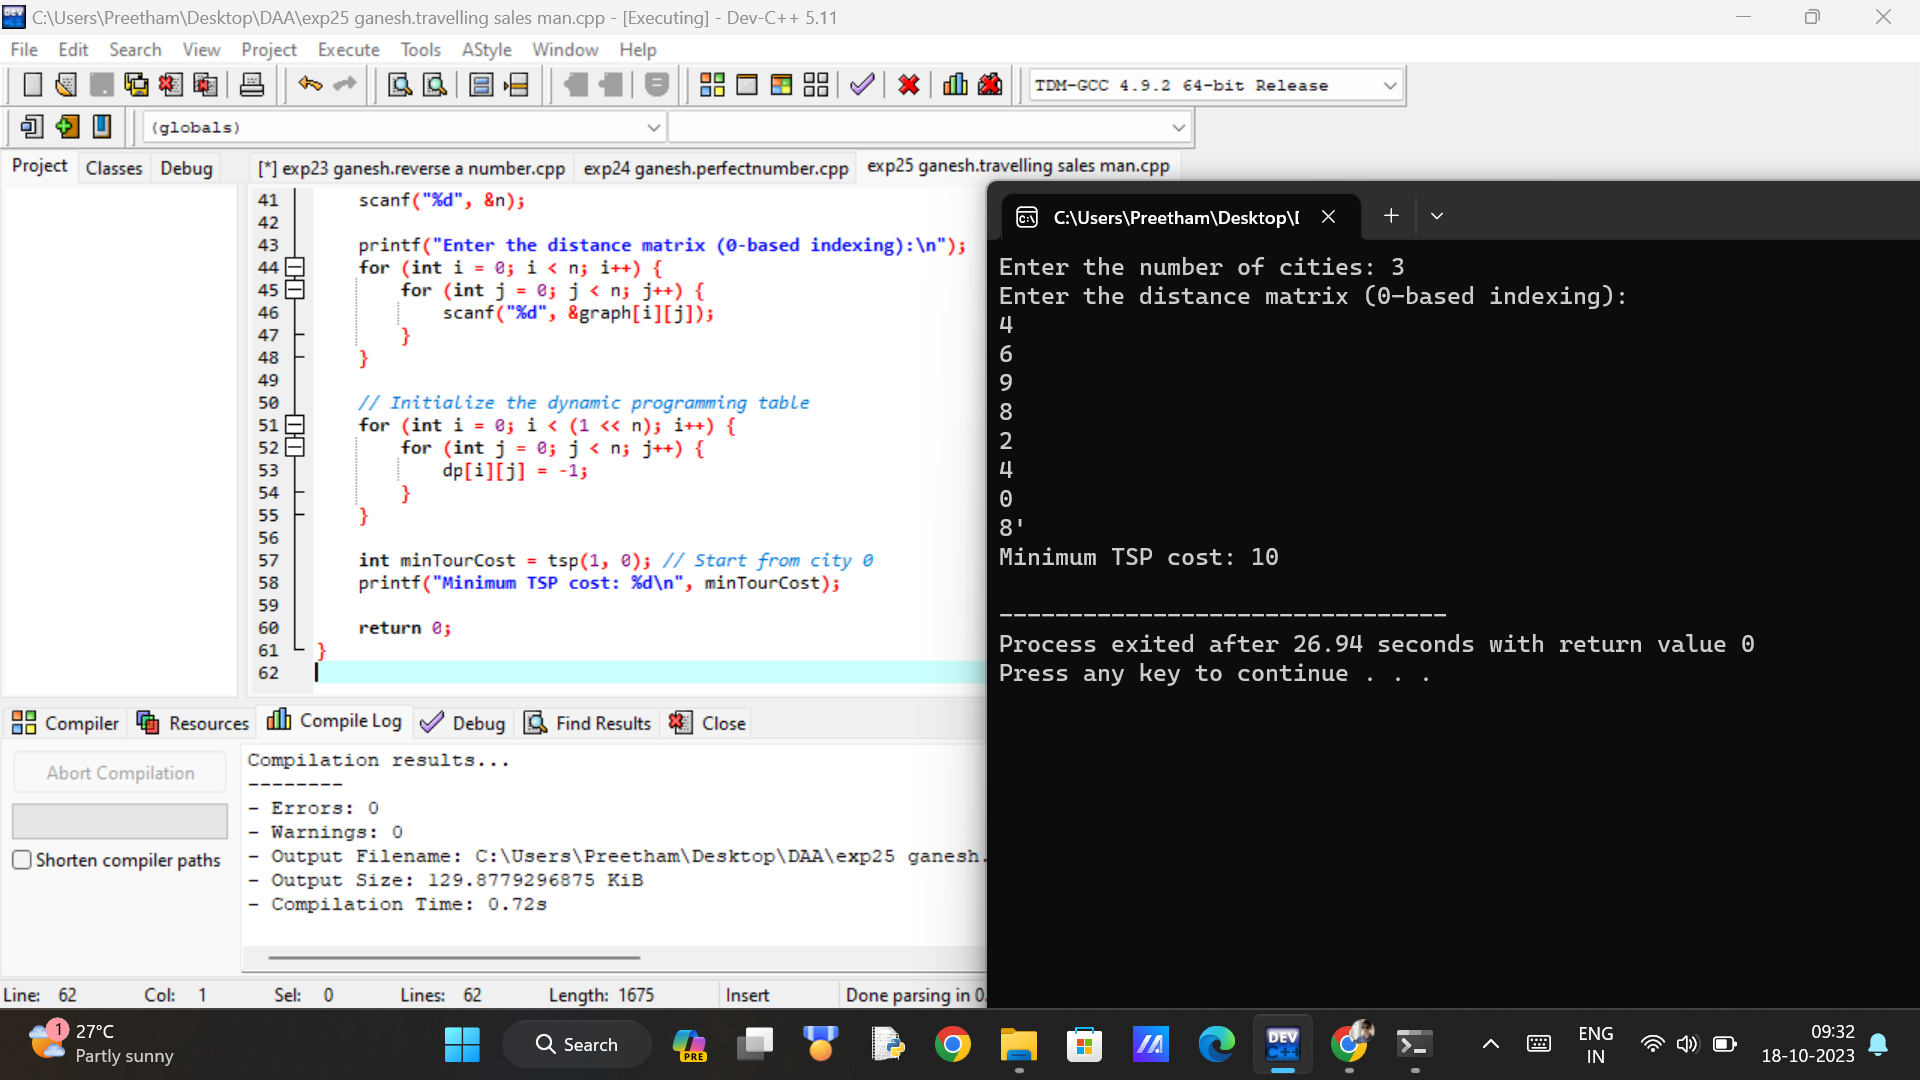 C:\Users\Preetham\Desktop\DAA\exp25 ganesh.travelling sales man.cpp - [Executing] - Dev-C++ 5.11
File Edit Search View Project Execute Tools AStyle Window Help
TDM-GCC 4.9.2 64-bit Release
(globals)
Project Classes Debug
[*] exp23 ganesh.reverse a number.cpp exp24 ganesh.perfectnumber.cpp exp25 ganesh.travelling sales man.cpp
41 scanf("%d", &n);
42
43 printf("Enter the distance matrix (0-based indexing):\n");
44 for (int i = 0; i < n; i++) {
45 for (int j = 0; j < n; j++) {
46 scanf("%d", &graph[i][j]);
47 }
48 }
49
50 // Initialize the dynamic programming table
51 for (int i = 0; i < (1 << n); i++) {
52 for (int j = 0; j < n; j++) {
53 dp[i][j] = -1;
54 }
55 }
56
57 int minTourCost = tsp(1, 0); // Start from city 0
58 printf("Minimum TSP cost: %d\n", minTourCost);
59
60 return 0;
61 }
62
C:\Users\Preetham\Desktop\
Enter the number of cities: 3
Enter the distance matrix (0-based indexing):
4
6
9
8
2
4
0
8'
Minimum TSP cost: 10
--------------------------------
Process exited after 26.94 seconds with return value 0
Press any key to continue . . .
Compiler Resources Compile Log Debug Find Results Close
Abort Compilation
Shorten compiler paths
Compilation results...
--------
- Errors: 0
- Warnings: 0
- Output Filename: C:\Users\Preetham\Desktop\DAA\exp25 ganesh.
- Output Size: 129.8779296875 KiB
- Compilation Time: 0.72s
Line: 62 Col: 1 Sel: 0 Lines: 62 Length: 1675 Insert Done parsing in 0.
1
27°C
Partly sunny
Search
PRE
DEV
C++
ENG
IN
09:32
18-10-2023